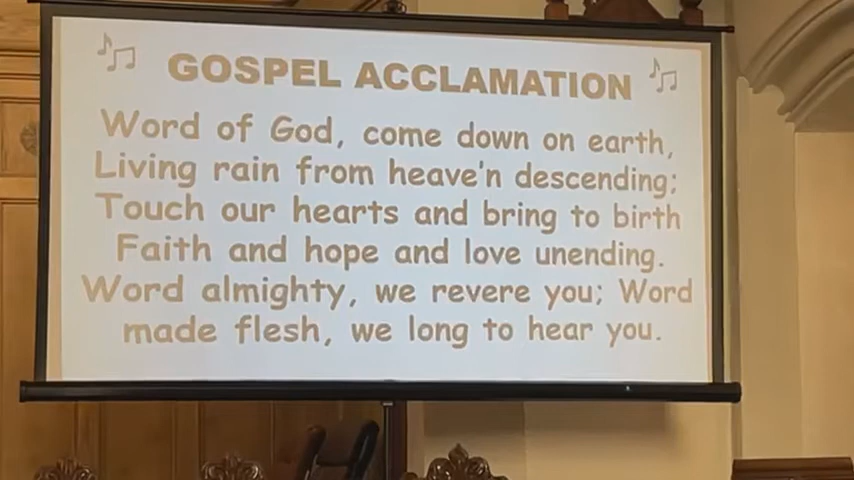 GOSPEL ACCLAMATION
Word of God, come down on earth,
Living rain from heave'n descending;
Touch our hearts and bring to birth
Faith and hope and love unending.
Word almighty, we revere you; Word
made flesh, we long to hear you.